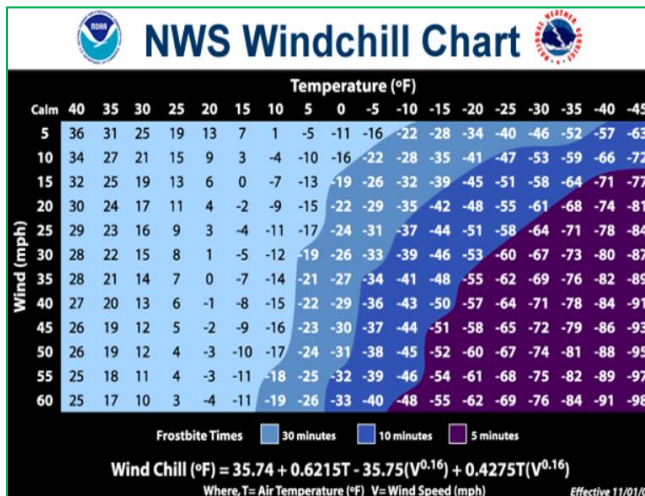 NOAA
NWS Windchill Chart
NATIONAL WEATHER SERVICE
Temperature (ºF)
Calm 40 35 30 25 20 15 10 5 0 -5 -10 -15 -20 -25 -30 -35 -40 -45
5 36 31 25 19 13 7 1 -5 -11 -16 -22 -28 -34 -40 -46 -52 -57 -63
10 34 27 21 15 9 3 -4 -10 -16 -22 -28 -35 -41 -47 -53 -59 -66 -72
15 32 25 19 13 6 0 -7 -13 -19 -26 -32 -39 -45 -51 -58 -64 -71 -77
20 30 24 17 11 4 -2 -9 -15 -22 -29 -35 -42 -48 -55 -61 -68 -74 -81
25 29 23 16 9 3 -4 -11 -17 -24 -31 -37 -44 -51 -58 -64 -71 -78 -84
30 28 22 15 8 1 -5 -12 -19 -26 -33 -39 -46 -53 -60 -67 -73 -80 -87
35 28 21 14 7 0 -7 -14 -21 -27 -34 -41 -48 -55 -62 -69 -76 -82 -89
40 27 20 13 6 -1 -8 -15 -22 -29 -36 -43 -50 -57 -64 -71 -78 -84 -91
45 26 19 12 5 -2 -9 -16 -23 -30 -37 -44 -51 -58 -65 -72 -79 -86 -93
50 26 19 12 4 -3 -10 -17 -24 -31 -38 -45 -52 -60 -67 -74 -81 -88 -95
55 25 18 11 4 -3 -11 -18 -25 -32 -39 -46 -54 -61 -68 -75 -82 -89 -97
60 25 17 10 3 -4 -11 -19 -26 -33 -40 -48 -55 -62 -69 -76 -84 -91 -98
Wind (mph)
Frostbite Times 30 minutes 10 minutes 5 minutes
Wind Chill (ºF) = 35.74 + 0.6215T - 35.75(V0.16) + 0.4275T(V0.16)
Where, T= Air Temperature (ºF) V= Wind Speed (mph) Effective 11/01/0